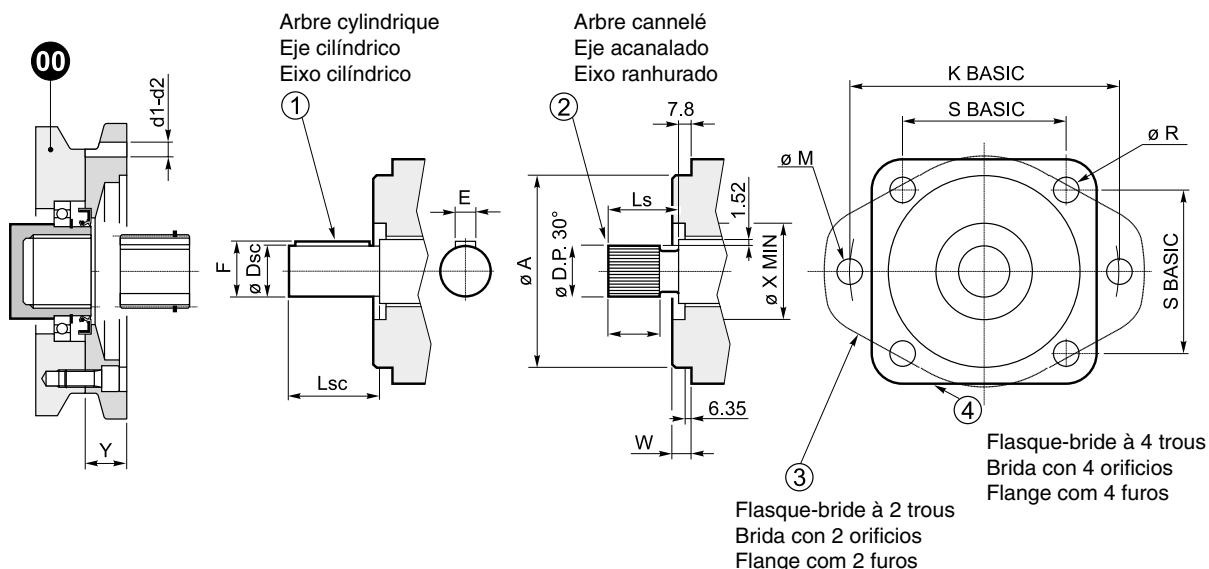 Arbre cylindrique
Eje cilíndrico
Eixo cilíndrico
Arbre cannelé
Eje acanalado
Eixo ranhurado
00
1
2
d1-d2
7.8
K BASIC
S BASIC
ø R
ø M
E
Ls
1.52
F
ø Dsc
ø A
ø D.P. 30°
ø X MIN
S BASIC
Lsc
6.35
W
Y
4
3
Flasque-bride à 4 trous
Brida con 4 orificios
Flange com 4 furos
Flasque-bride à 2 trous
Brida con 2 orificios
Flange com 2 furos